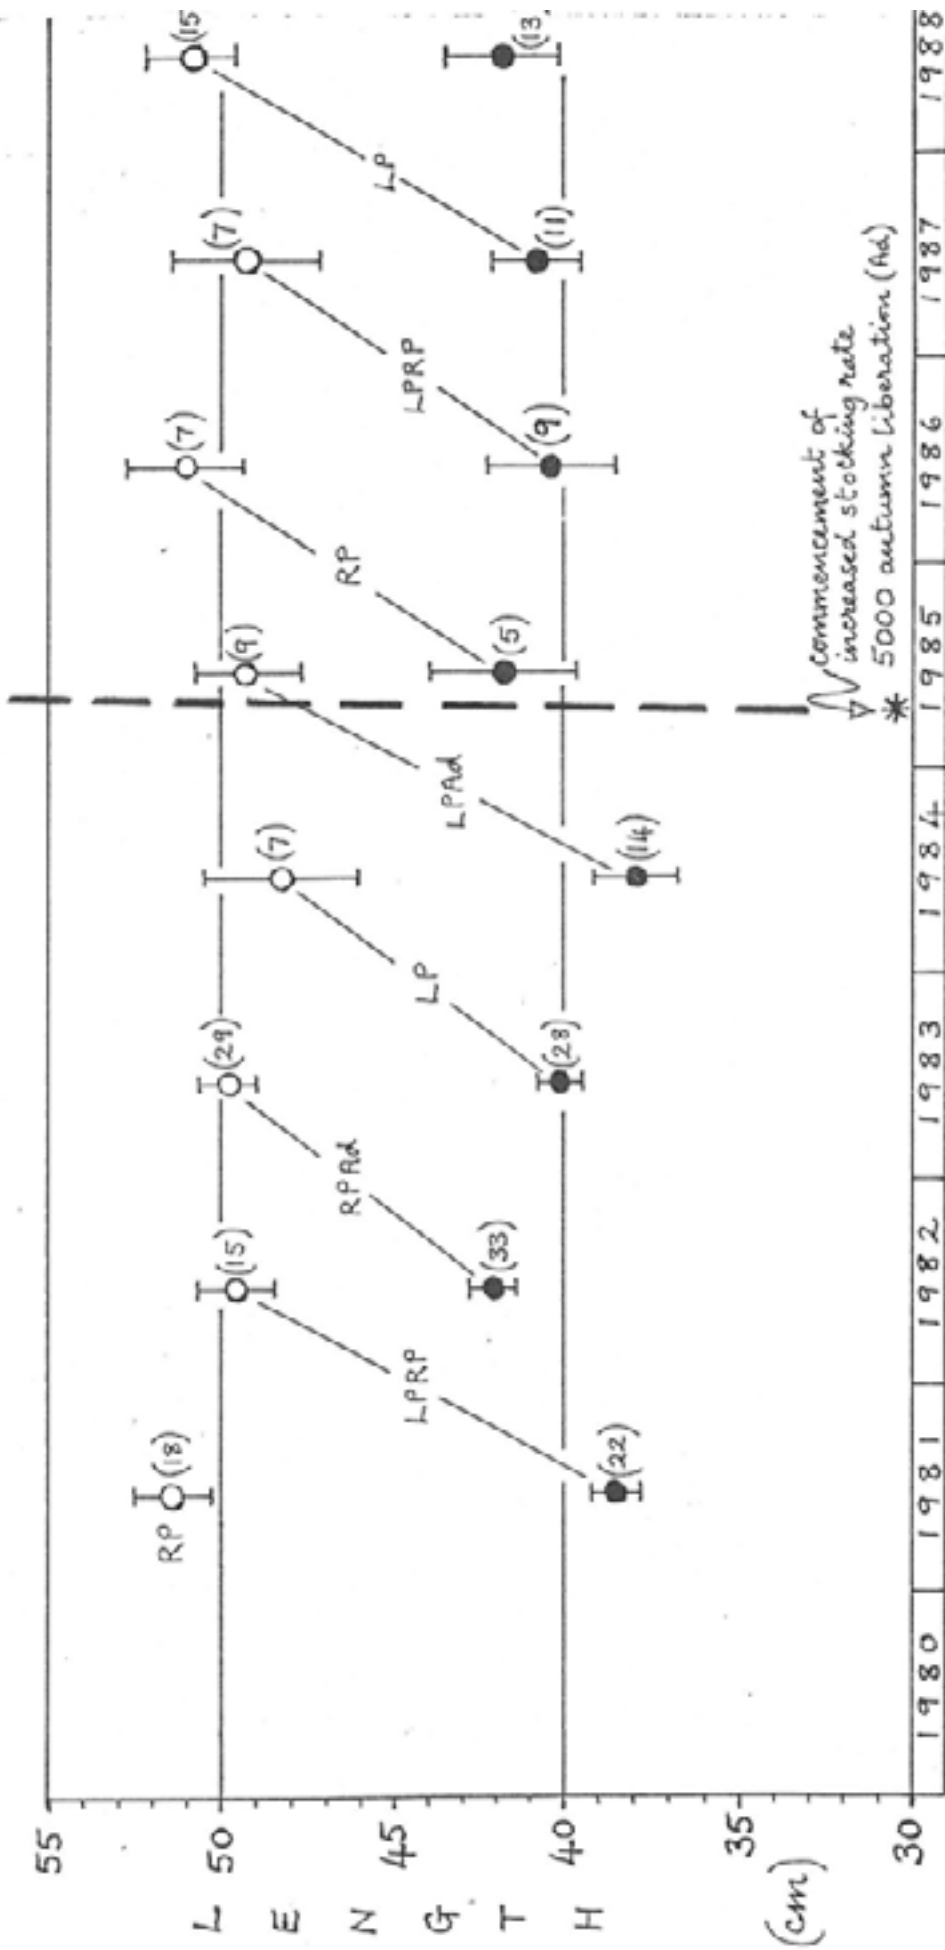 55
50
45
40
35
30
LENGTH
(cm)
RP
(18)
(22)
LPRP
(15)
(33)
RPAd
(29)
(28)
LP
(7)
(14)
LPAd
(9)
(5)
RP
(7)
(9)
LPRP
(7)
(11)
LP
(15
(13
commencement of
increased stocking rate
5000 autumn liberation (Ad)
*
1980 1981 1982 1983 1984 1985 1986 1987 1988